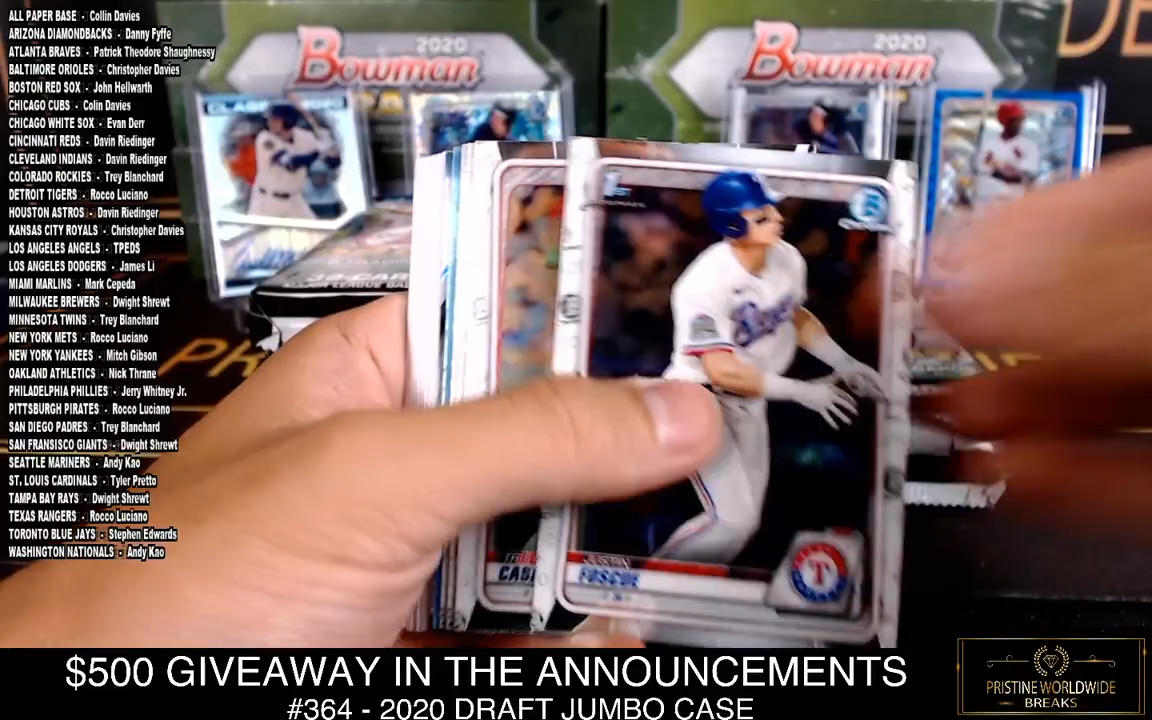 ALL PAPER BASE - Collin Davies
ARIZONA DIAMONDBACKS - Danny Fyffe
ATLANTA BRAVES - Patrick Theodore Shaughnessy
BALTIMORE ORIOLES - Christopher Davies
BOSTON RED SOX - John Hellwarth
CHICAGO CUBS - Colin Davies
CHICAGO WHITE SOX - Evan Derr
CINCINNATI REDS - Davin Riedinger
CLEVELAND INDIANS - Davin Riedinger
COLORADO ROCKIES - Trey Blanchard
DETROIT TIGERS - Rocco Luciano
HOUSTON ASTROS - Davin Riedinger
KANSAS CITY ROYALS - Christopher Davies
LOS ANGELES ANGELS - TPEDS
LOS ANGELES DODGERS - James Li
MIAMI MARLINS - Mark Cepeda
MILWAUKEE BREWERS - Dwight Shrewt
MINNESOTA TWINS - Trey Blanchard
NEW YORK METS - Rocco Luciano
NEW YORK YANKEES - Mitch Gibson
OAKLAND ATHLETICS - Nick Thrane
PHILADELPHIA PHILLIES - Jerry Whitney Jr.
PITTSBURGH PIRATES - Rocco Luciano
SAN DIEGO PADRES - Trey Blanchard
SAN FRANSISCO GIANTS - Dwight Shrewt
SEATTLE MARINERS - Andy Kao
ST. LOUIS CARDINALS - Tyler Pretto
TAMPA BAY RAYS - Dwight Shrewt
TEXAS RANGERS - Rocco Luciano
TORONTO BLUE JAYS - Stephen Edwards
WASHINGTON NATIONALS - Andy Kao
2020
Bowman
2020
Bowman
1ST
B
CAS
JUSTIN
FOSCUE
T
$500 GIVEAWAY IN THE ANNOUNCEMENTS
#364 - 2020 DRAFT JUMBO CASE
PRISTINE WORLDWIDE
BREAKS